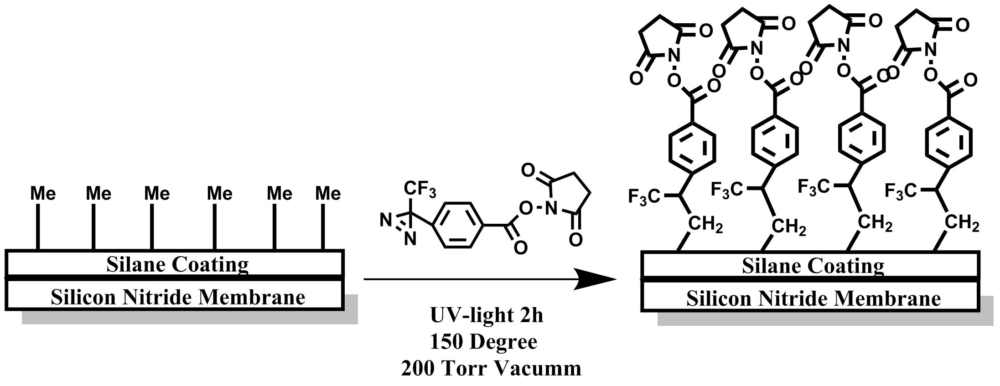 Me Me Me Me Me Me
Silane Coating
Silicon Nitride Membrane
CF3
N
N
O
O
O - N
O
UV-light 2h
150 Degree
200 Torr Vacumm
O O O O
N N N N
O O O O
O O O O
O O O O
F3C F3C F3C F3C
CH2 CH2 CH2 CH2
Silane Coating
Silicon Nitride Membrane